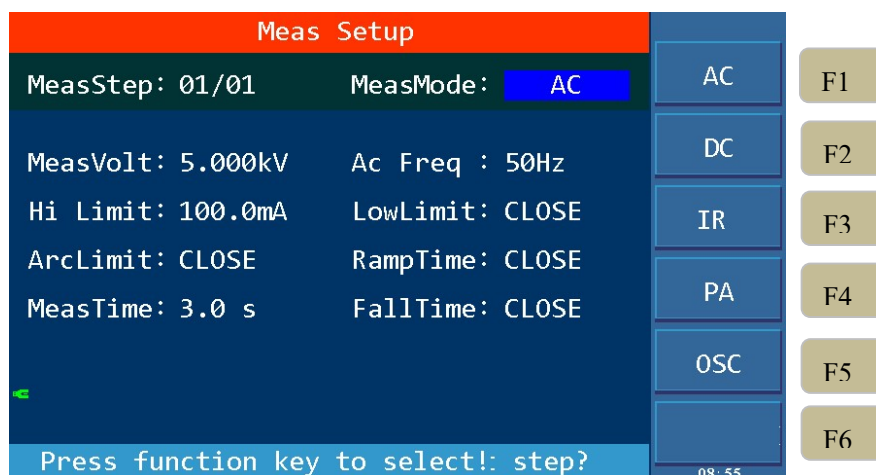 Meas Setup
MeasStep: 01/01 MeasMode: AC
MeasVolt: 5.000kV Ac Freq : 50Hz
Hi Limit: 100.0mA LowLimit: CLOSE
ArcLimit: CLOSE RampTime: CLOSE
MeasTime: 3.0 s FallTime: CLOSE
Press function key to select!: step?
AC F1
DC F2
IR F3
PA F4
OSC F5
F6
08:55